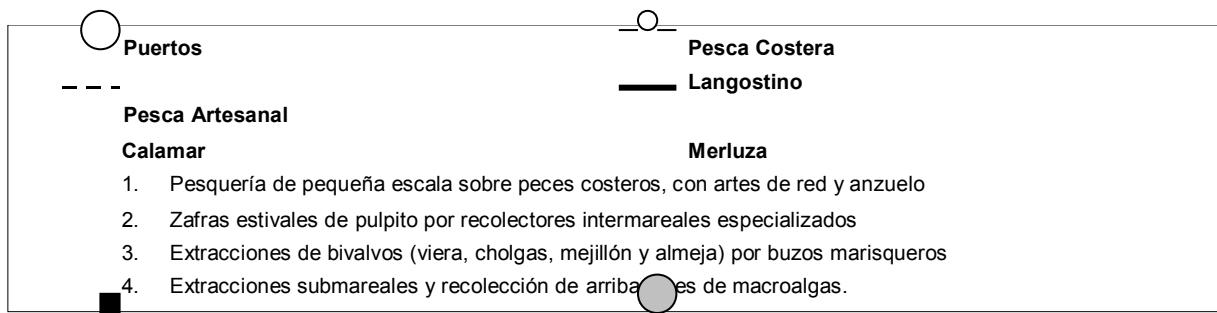 Puertos Pesca Costera
Langostino
Pesca Artesanal
Calamar Merluza
1. Pesquería de pequeña escala sobre peces costeros, con artes de red y anzuelo
2. Zafras estivales de pulpito por recolectores intermareales especializados
3. Extracciones de bivalvos (viera, cholgas, mejillón y almeja) por buzos marisqueros
4. Extracciones submareales y recolección de de macroalgas.